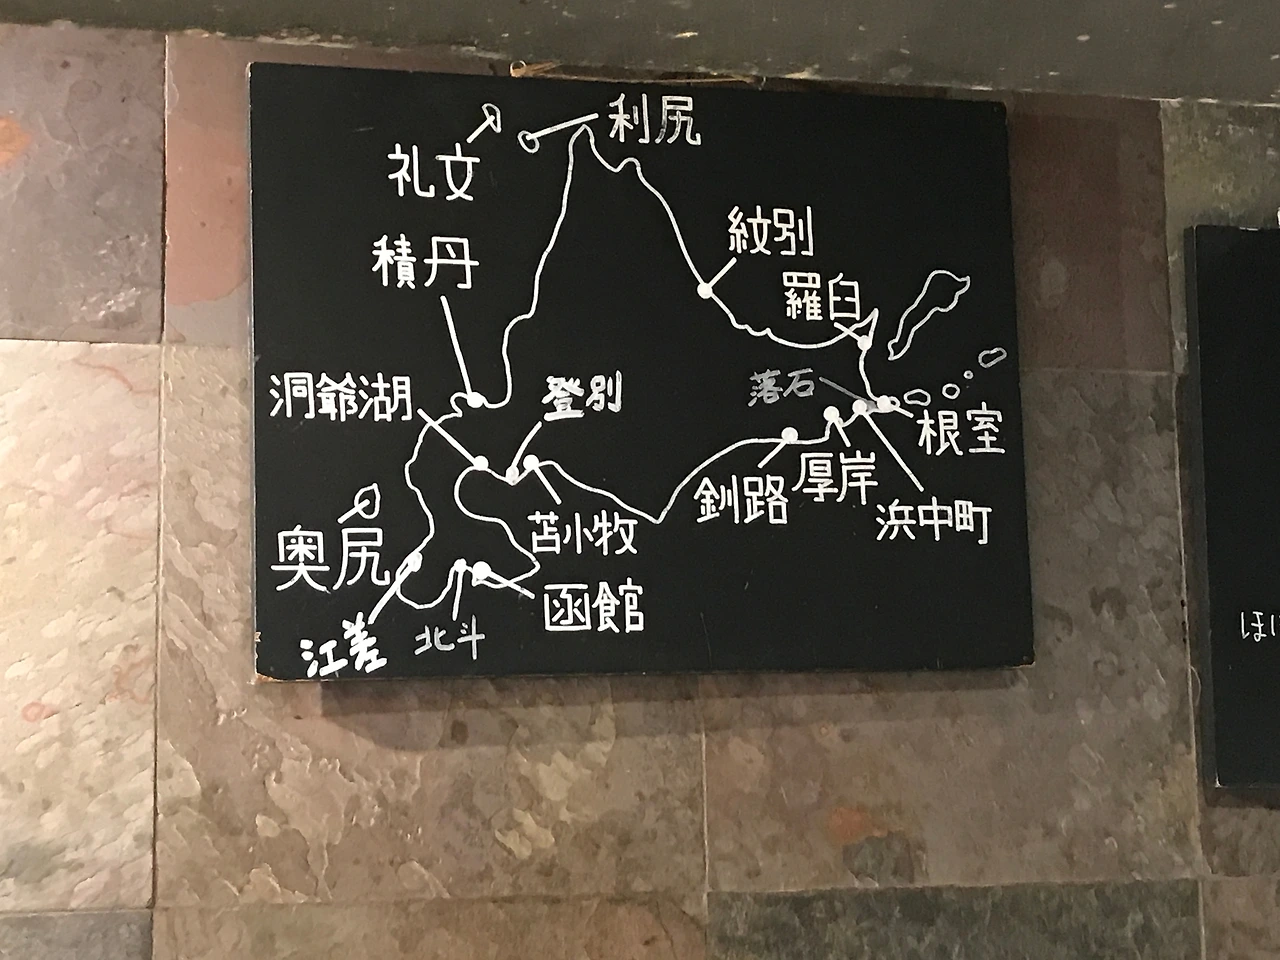 利尻
礼文
紋別
積丹
羅臼
洞爺湖
登別
落石
根室
釧路
厚岸
浜中町
苫小牧
奥尻
函館
江差
北斗
ほ